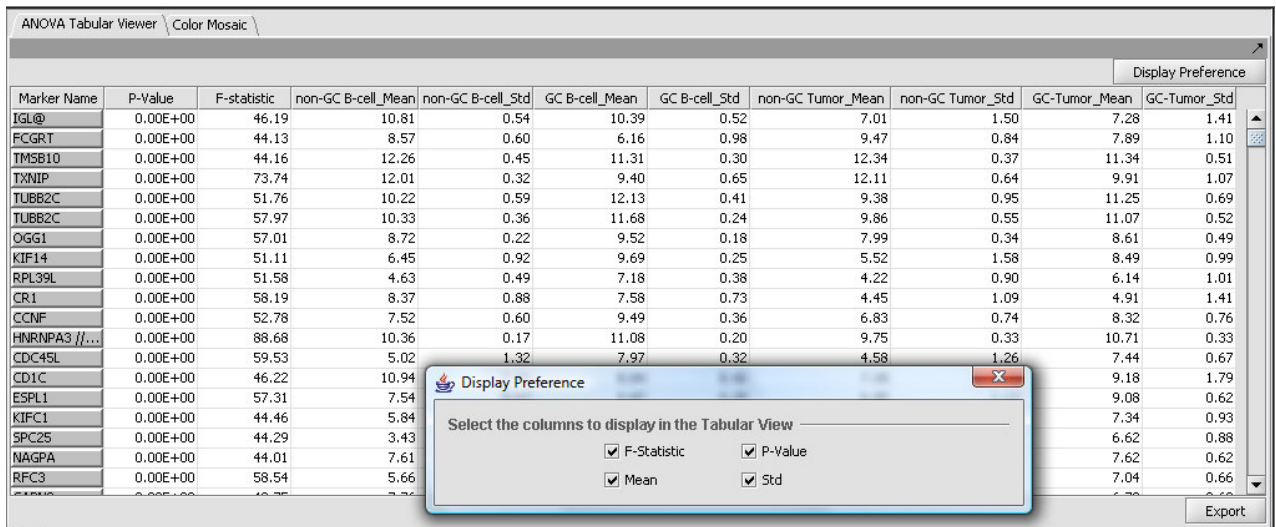 ANOVA Tabular Viewer Color Mosaic
Display Preference
Marker Name P-Value F-statistic non-GC B-cell_Mean non-GC B-cell_Std GC B-cell_Mean GC B-cell_Std non-GC Tumor_Mean non-GC Tumor_Std GC-Tumor_Mean GC-Tumor_Std
IGL@ 0.00E+00 46.19 10.81 0.54 10.39 0.52 7.01 1.50 7.28 1.41
FCGRT 0.00E+00 44.13 8.57 0.60 6.16 0.98 9.47 0.84 7.89 1.10
TMSB10 0.00E+00 44.16 12.26 0.45 11.31 0.30 12.34 0.37 11.34 0.51
TXNIP 0.00E+00 73.74 12.01 0.32 9.40 0.65 12.11 0.64 9.91 1.07
TUBB2C 0.00E+00 51.76 10.22 0.59 12.13 0.41 9.38 0.95 11.25 0.69
TUBB2C 0.00E+00 57.97 10.33 0.36 11.68 0.24 9.86 0.55 11.07 0.52
OGG1 0.00E+00 57.01 8.72 0.22 9.52 0.18 7.99 0.34 8.61 0.49
KIF14 0.00E+00 51.11 6.45 0.92 9.69 0.25 5.52 1.58 8.49 0.99
RPL39L 0.00E+00 51.58 4.63 0.49 7.18 0.38 4.22 0.90 6.14 1.01
CR1 0.00E+00 58.19 8.37 0.88 7.58 0.73 4.45 1.09 4.91 1.41
CCNF 0.00E+00 52.78 7.52 0.60 9.49 0.36 6.83 0.74 8.32 0.76
HNRNPA3 //... 0.00E+00 88.68 10.36 0.17 11.08 0.20 9.75 0.33 10.71 0.33
CDC45L 0.00E+00 59.53 5.02 1.32 7.97 0.32 4.58 1.26 7.44 0.67
CD1C 0.00E+00 46.22 10.94 9.18 1.79
ESPL1 0.00E+00 57.31 7.54 9.08 0.62
KIFC1 0.00E+00 44.46 5.84 7.34 0.93
SPC25 0.00E+00 44.29 3.43 6.62 0.88
NAGPA 0.00E+00 44.01 7.61 7.62 0.62
RFC3 0.00E+00 58.54 5.66 7.04 0.66
Display Preference
Select the columns to display in the Tabular View
F-Statistic P-Value
Mean Std
Export